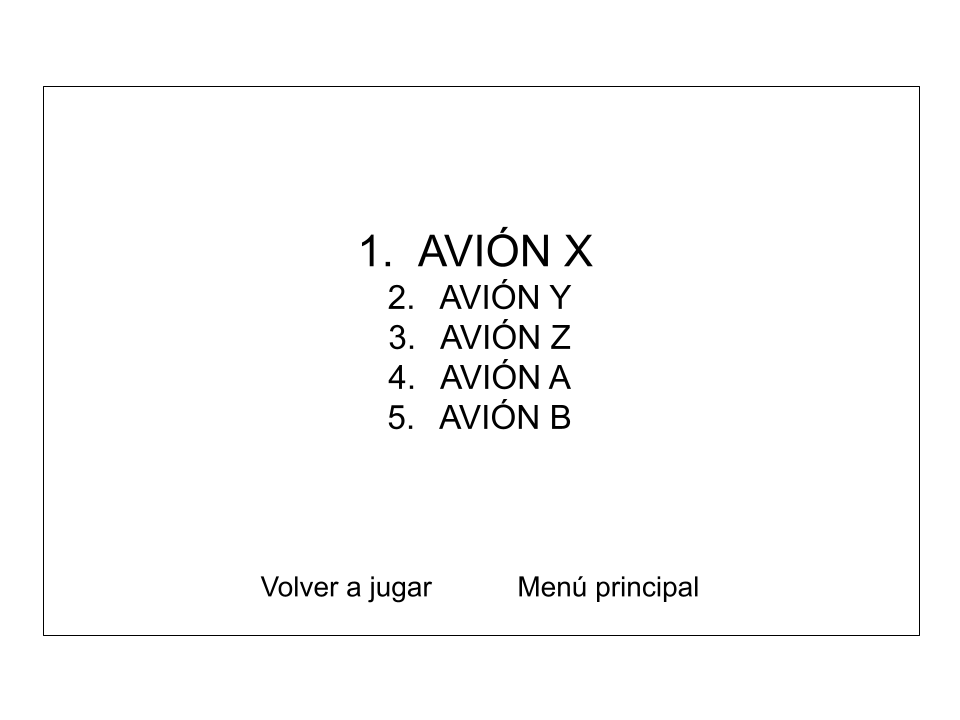 1. AVIÓN X
2. AVIÓN Y
3. AVIÓN Z
4. AVIÓN A
5. AVIÓN B
Volver a jugar Menú principal